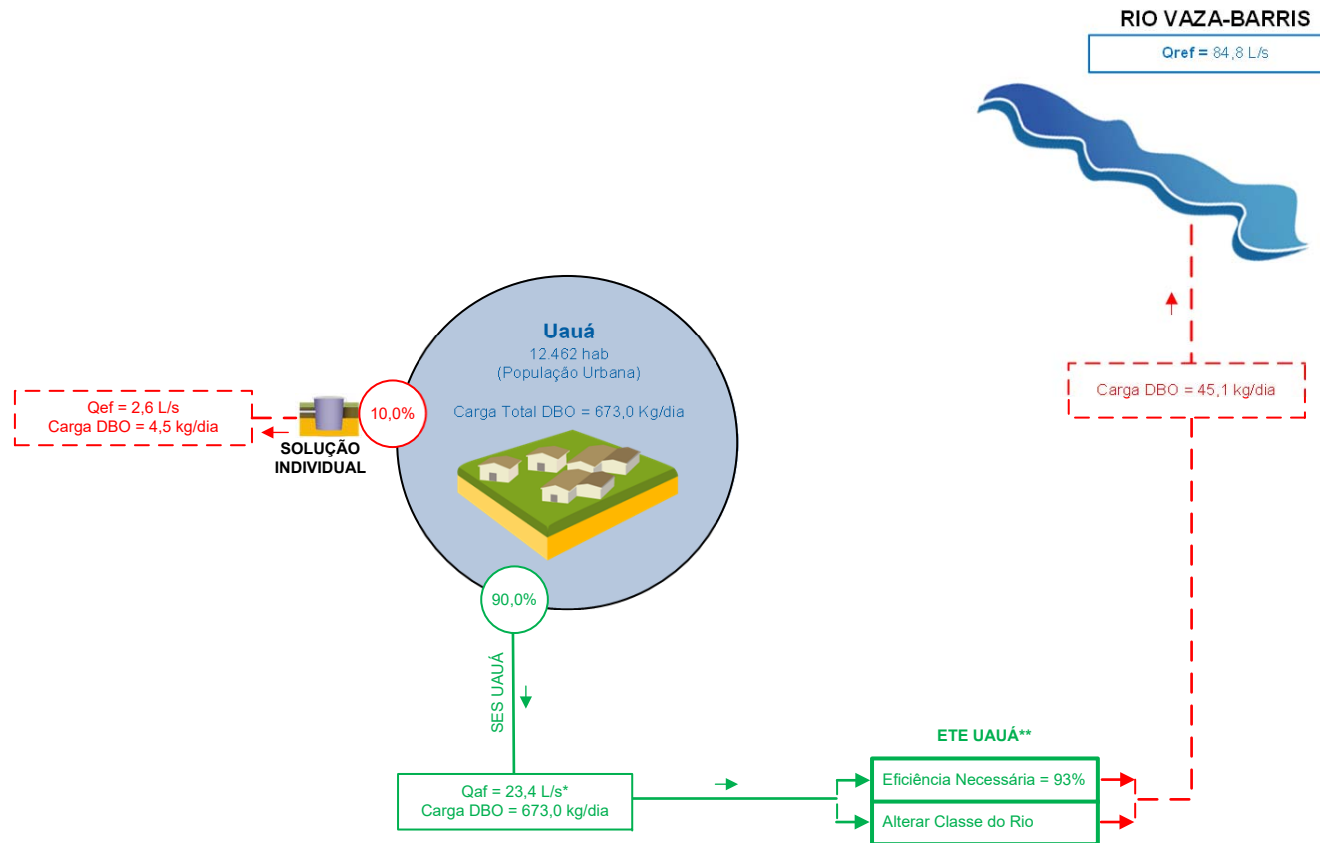 RIO VAZA-BARRIS
Qref = 84,8 L/s
Uauá
12.462 hab
(População Urbana)
Carga Total DBO = 673,0 Kg/dia
10,0%
Qef = 2,6 L/s
Carga DBO = 4,5 kg/dia
SOLUÇÃO
INDIVIDUAL
Carga DBO = 45,1 kg/dia
90,0%
SES UAUÁ
ETE UAUÁ**
Qaf = 23,4 L/s*
Carga DBO = 673,0 kg/dia
Eficiência Necessária = 93%
Alterar Classe do Rio